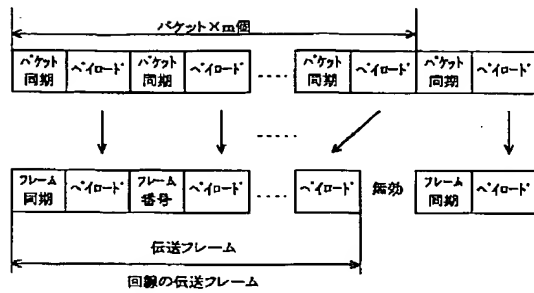 パケット×m個
パケット同期 ペイロード パケット同期 ペイロード ‥‥ パケット同期 ペイロード パケット同期 ペイロード
‥‥‥
フレーム同期 ペイロード フレーム番号 ペイロード ‥‥ ペイロード 無効 フレーム同期 ペイロード
伝送フレーム
回線の伝送フレーム